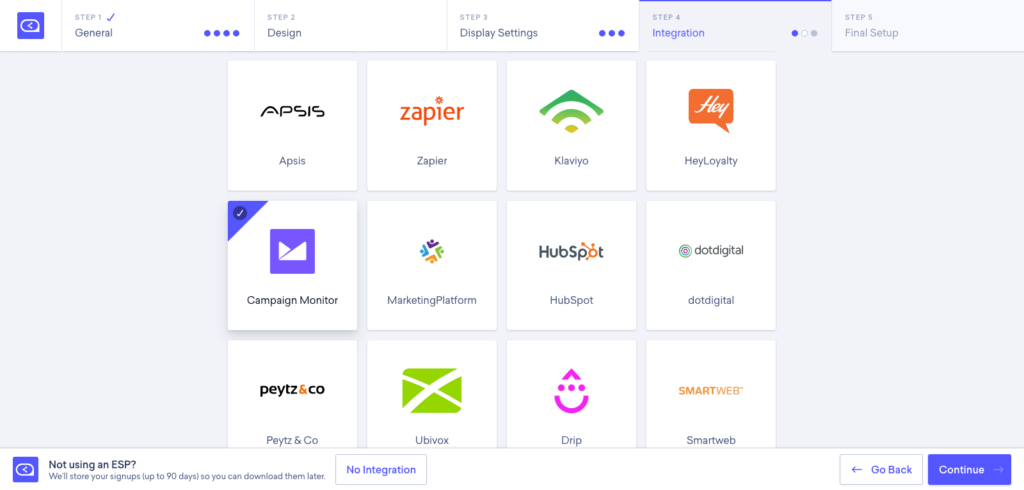 STEP 1
General
STEP 2
Design
STEP 3
Display Settings
STEP 4
Integration
STEP 5
Final Setup
APSIS
Apsis
zapier
Zapier
Klaviyo
Hey
HeyLoyalty
Campaign Monitor
MarketingPlatform
HubSpot
HubSpot
dotdigital
dotdigital
peytz&co
Peytz & Co
Ubivox
Drip
SMARTWEB™
Smartweb
Not using an ESP?
We'll store your signups (up to 90 days) so you can download them later.
No Integration
← Go Back
Continue →